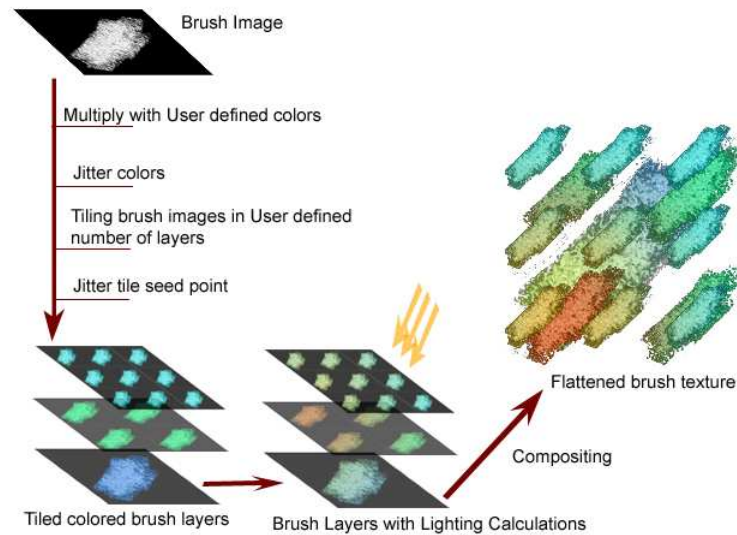 Brush Image
Multiply with User defined colors
Jitter colors
Tiling brush images in User defined
number of layers
Jitter tile seed point
Flattened brush texture
Compositing
Tiled colored brush layers
Brush Layers with Lighting Calculations